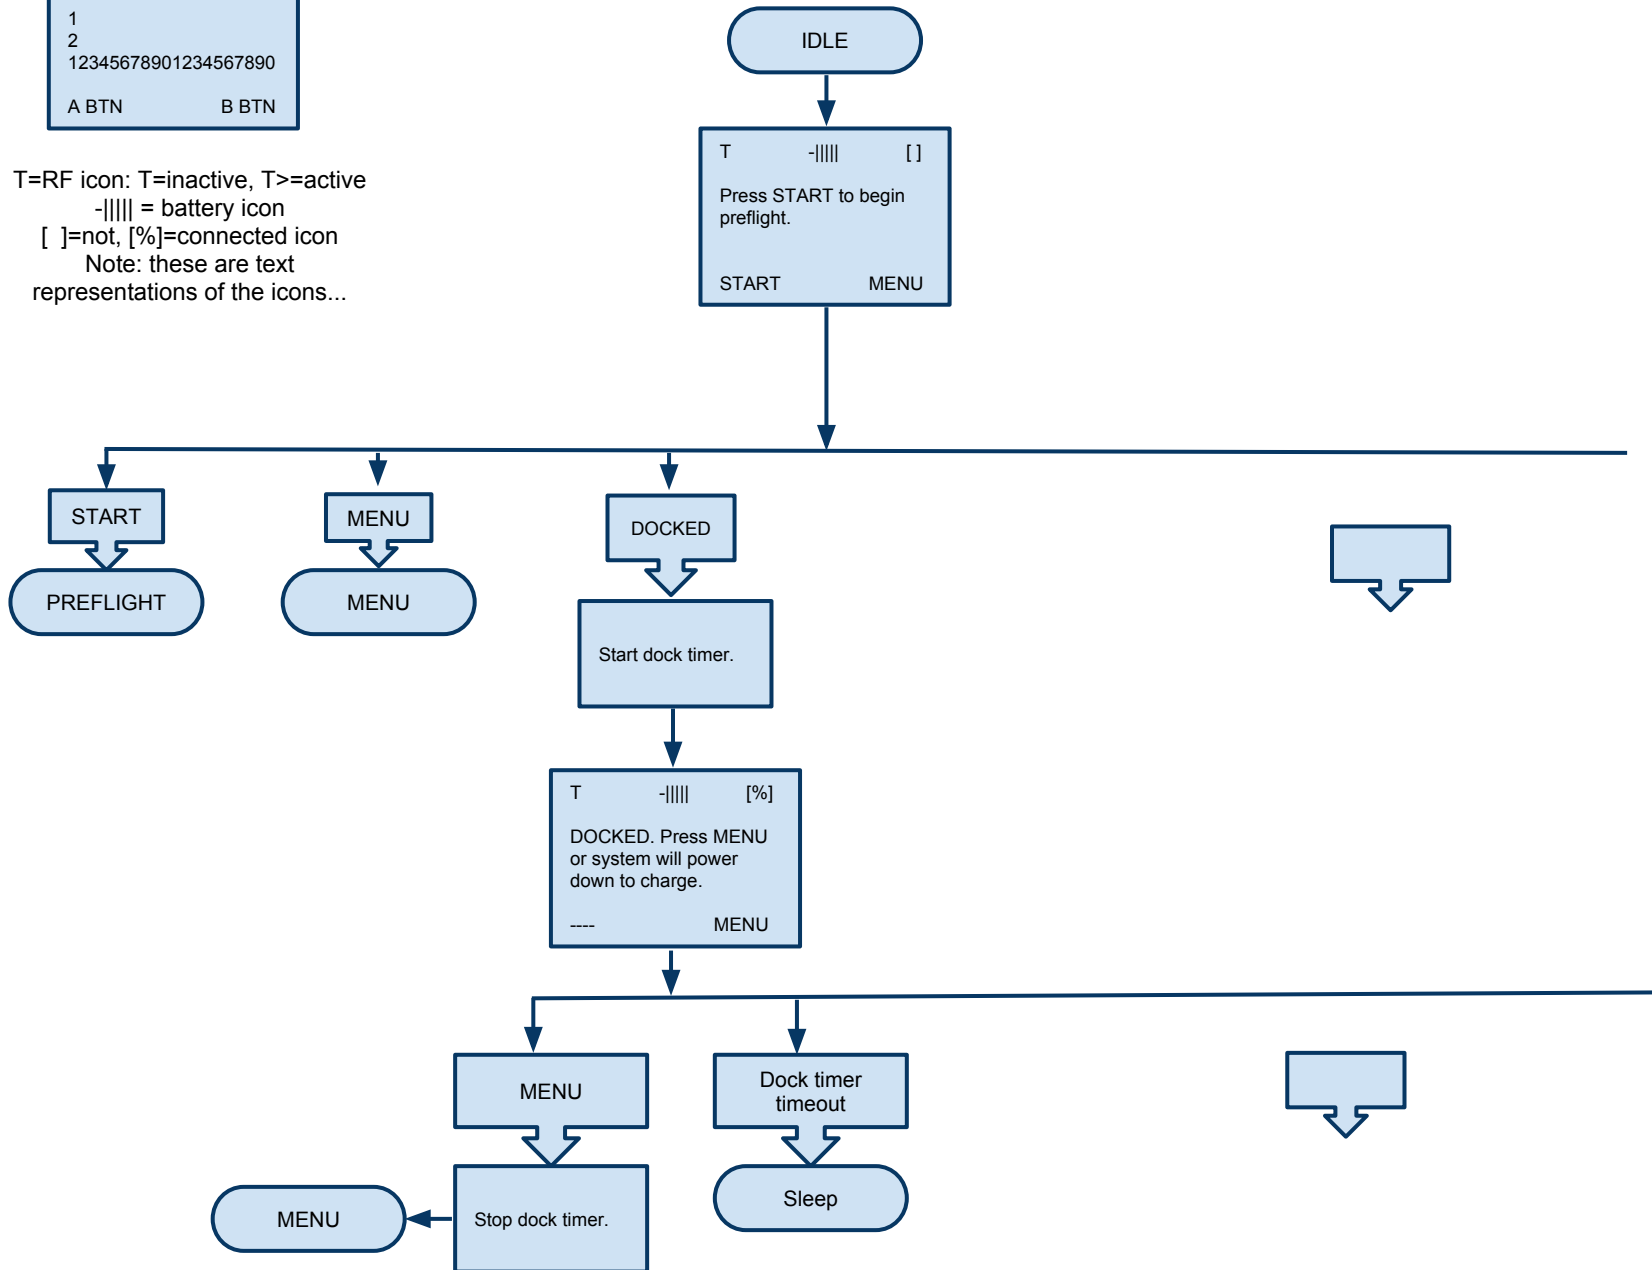 1
2
12345678901234567890
A BTN B BTN
T=RF icon: T=inactive, T>=active
-||||| = battery icon
[ ]=not, [%]=connected icon
Note: these are text
representations of the icons...
IDLE
T -||||| [ ]
Press START to begin
preflight.
START MENU
START
MENU
DOCKED
PREFLIGHT
MENU
Start dock timer.
T -||||| [%]
DOCKED. Press MENU
or system will power
down to charge.
---- MENU
MENU
Dock timer
timeout
MENU
Stop dock timer.
Sleep